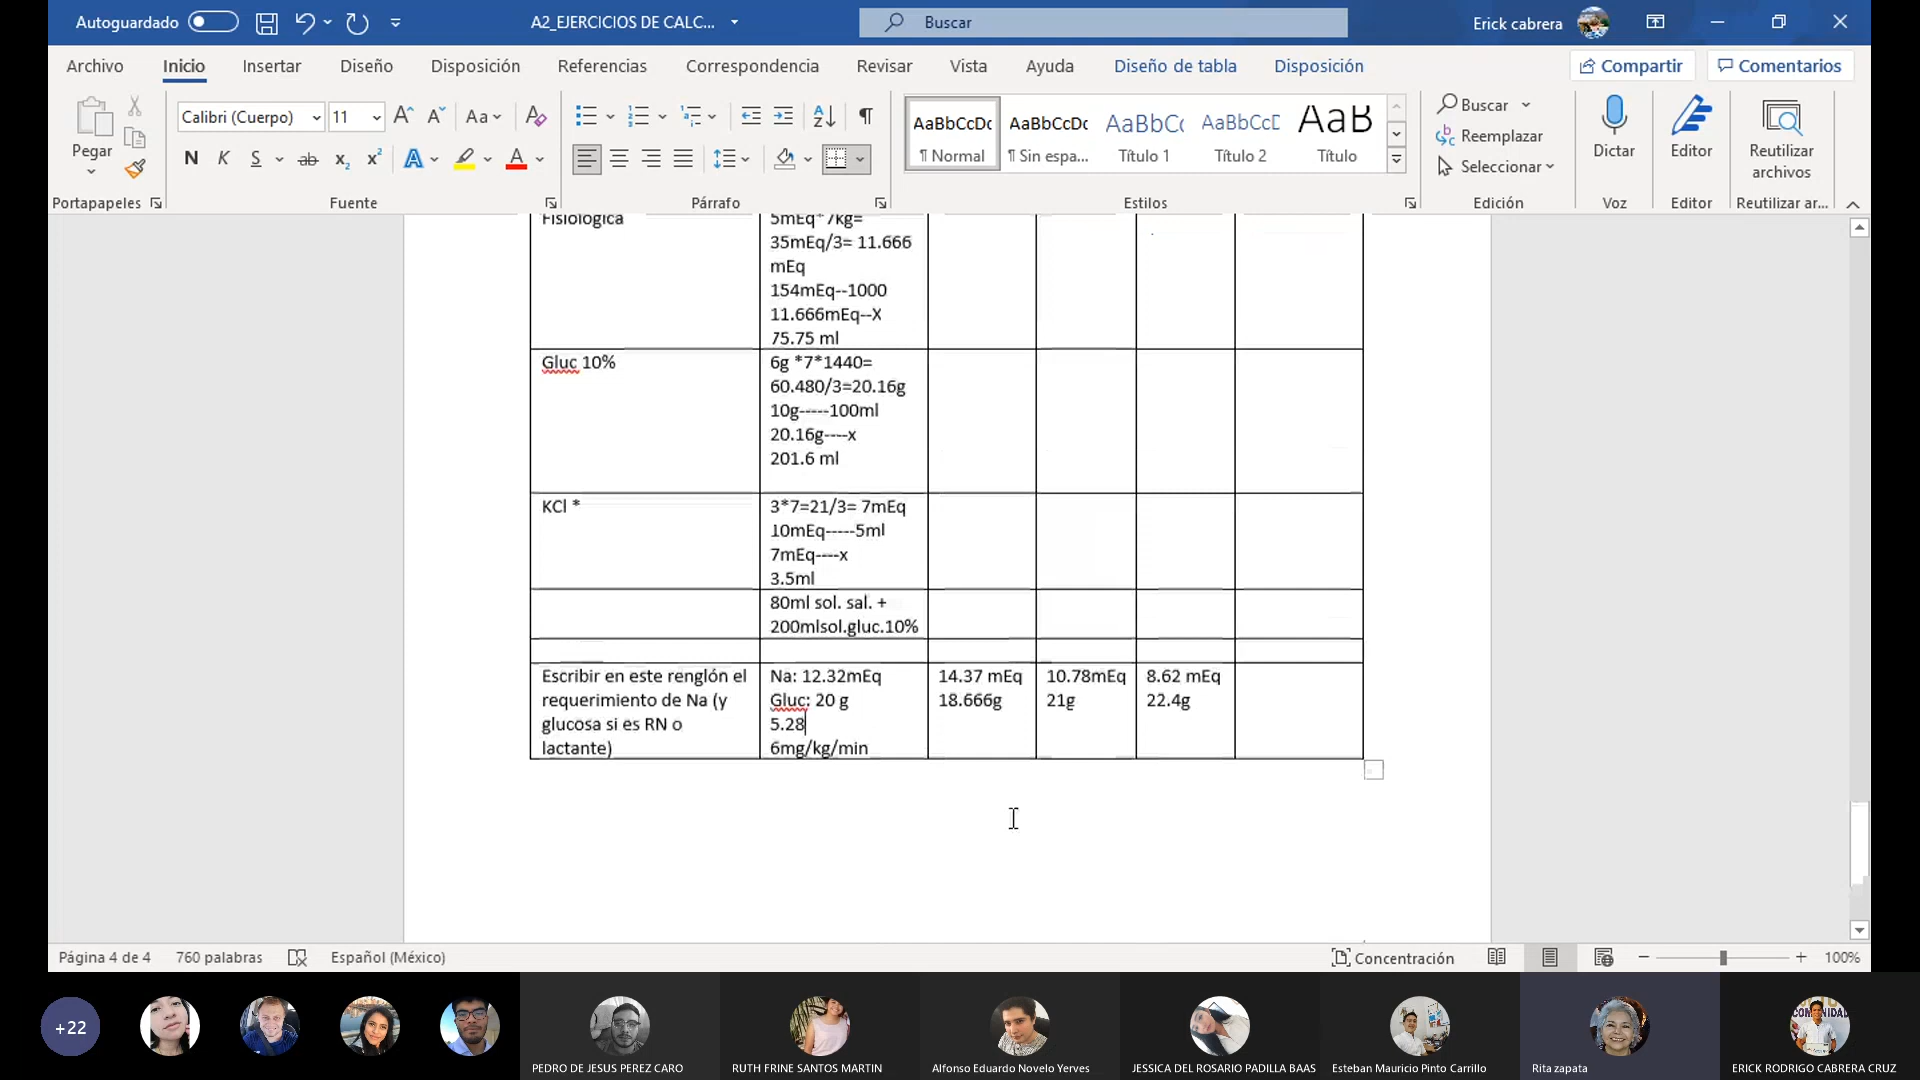 Autoguardado
A2_EJERCICIOS DE CALC...
Buscar
Erick cabrera
Archivo
Inicio
Insertar
Diseño
Disposición
Referencias
Correspondencia
Revisar
Vista
Ayuda
Diseño de tabla
Disposición
Compartir
Comentarios
Pegar
Calibri (Cuerpo)
11
Aa
N K S ab x₂ x²
AaBbCcDc
AaBbCcDc
AaBbCc
AaBbCcD
AaB
¶ Normal
¶ Sin espa...
Título 1
Título 2
Título
Buscar
Reemplazar
Seleccionar
Dictar
Editor
Reutilizar
archivos
Portapapeles
Fuente
Párrafo
Estilos
Edición
Voz
Editor
Reutilizar ar...
Fisiológica
5mEq*7kg=
35mEq/3= 11.666
mEq
154mEq--1000
11.666mEq--X
75.75 ml
Gluc 10%
6g *7*1440=
60.480/3=20.16g
10g-----100ml
20.16g----x
201.6 ml
KCl *
3*7=21/3= 7mEq
10mEq-----5ml
7mEq----x
3.5ml
80ml sol. sal. +
200mlsol.gluc.10%
Escribir en este renglón el
requerimiento de Na (y
glucosa si es RN o
lactante)
Na: 12.32mEq
Gluc: 20 g
5.28
6mg/kg/min
14.37 mEq
18.666g
10.78mEq
21g
8.62 mEq
22.4g
Página 4 de 4
760 palabras
Español (México)
Concentración
100%
+22
PEDRO DE JESUS PEREZ CARO
RUTH FRINE SANTOS MARTIN
Alfonso Eduardo Novelo Yerves
JESSICA DEL ROSARIO PADILLA BAAS
Esteban Mauricio Pinto Carrillo
Rita zapata
ERICK RODRIGO CABRERA CRUZ